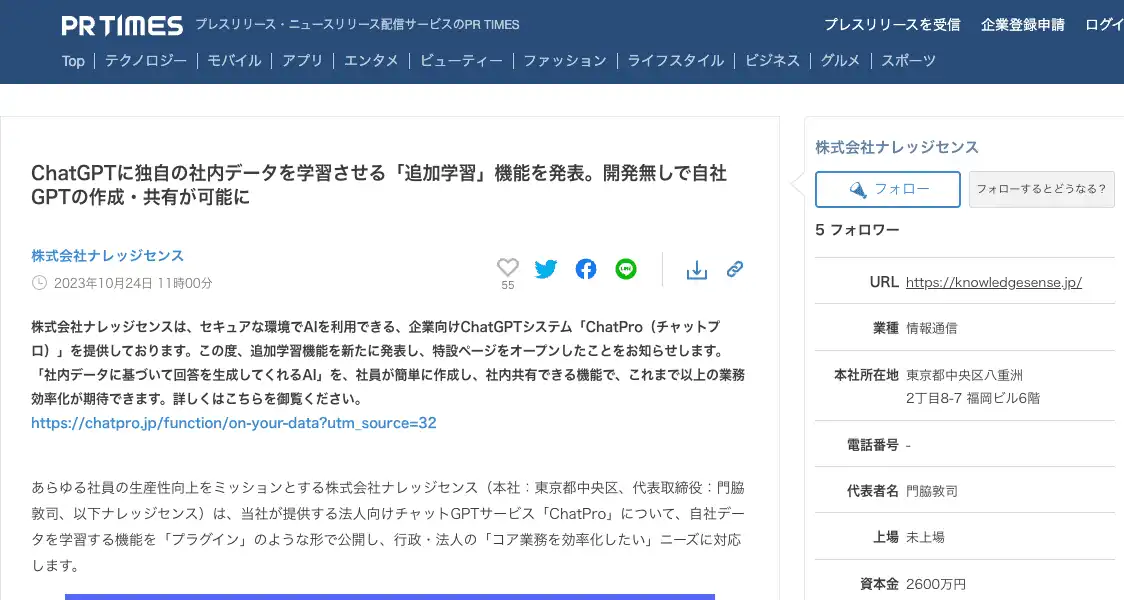 PR TIMES プレスリリース・ニュースリリース配信サービスのPR TIMES
プレスリリースを受信 企業登録申請 ログイ
Top テクノロジー モバイル アプリ エンタメ ビューティー ファッション ライフスタイル ビジネス グルメ スポーツ
ChatGPTに独自の社内データを学習させる「追加学習」機能を発表。開発無しで自社
GPTの作成・共有が可能に
株式会社ナレッジセンス
2023年10月24日 11時00分
55
株式会社ナレッジセンスは、セキュアな環境でAIを利用できる、企業向けChatGPTシステム「ChatPro（チャットプ
ロ）」を提供しております。この度、追加学習機能を新たに発表し、特設ページをオープンしたことをお知らせします。
「社内データに基づいて回答を生成してくれるAI」を、社員が簡単に作成し、社内共有できる機能で、これまで以上の業務
効率化が期待できます。詳しくはこちらを御覧ください。
https://chatpro.jp/function/on-your-data?utm_source=32
あらゆる社員の生産性向上をミッションとする株式会社ナレッジセンス（本社：東京都中央区、代表取締役：門脇
敦司、以下ナレッジセンス）は、当社が提供する法人向けチャットGPTサービス「ChatPro」について、自社デー
タを学習する機能を「プラグイン」のような形で公開し、行政・法人の「コア業務を効率化したい」ニーズに対応
します。
株式会社ナレッジセンス
フォロー フォローするとどうなる？
5 フォロワー
URL https://knowledgesense.jp/
業種 情報通信
本社所在地 東京都中央区八重洲
2丁目8-7 福岡ビル6階
電話番号 -
代表者名 門脇敦司
上場 未上場
資本金 2600万円